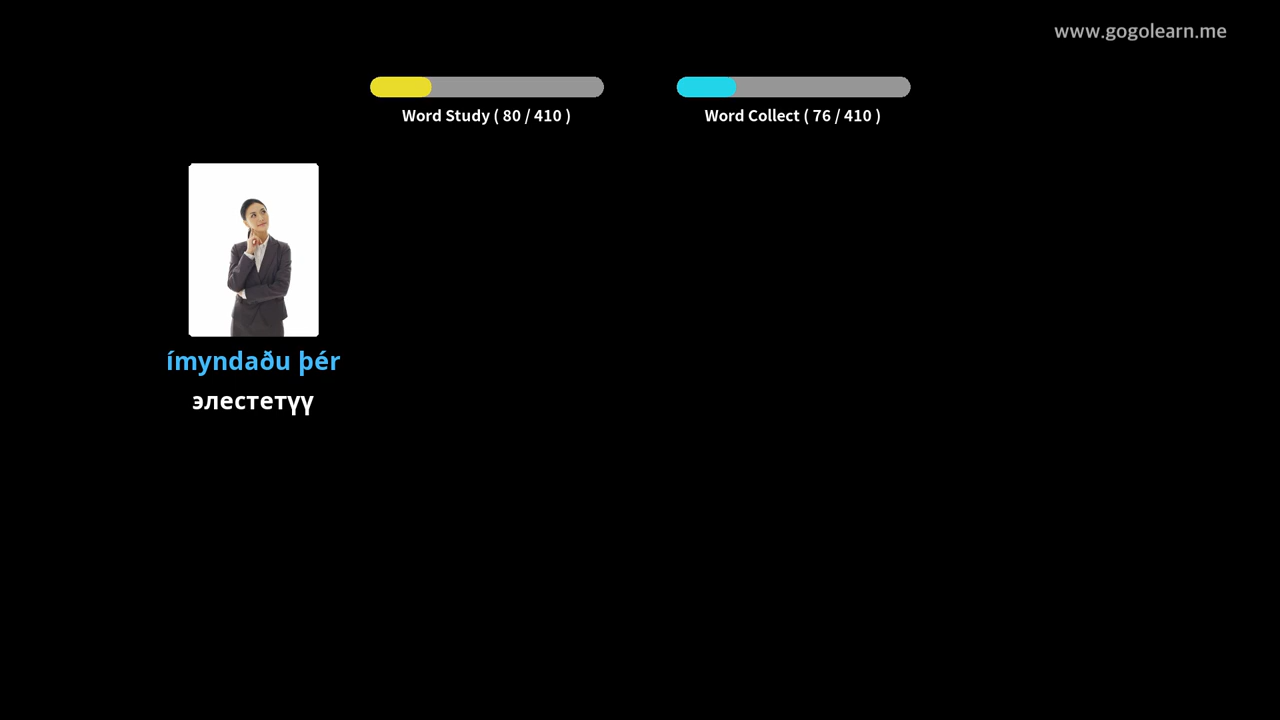 www.gogolearn.me
Word Study ( 80 / 410 )
Word Collect ( 76 / 410 )
ímyndaðu þér
элестетүү